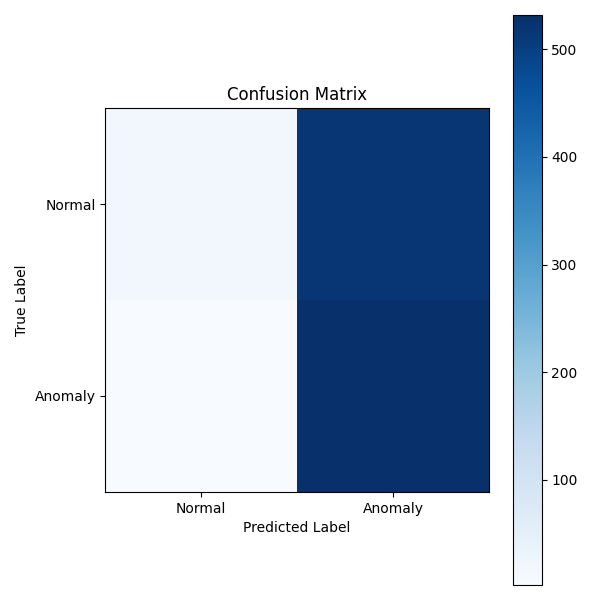 Confusion Matrix
True Label
Normal
Anomaly
Normal
Anomaly
Predicted Label
500
400
300
200
100